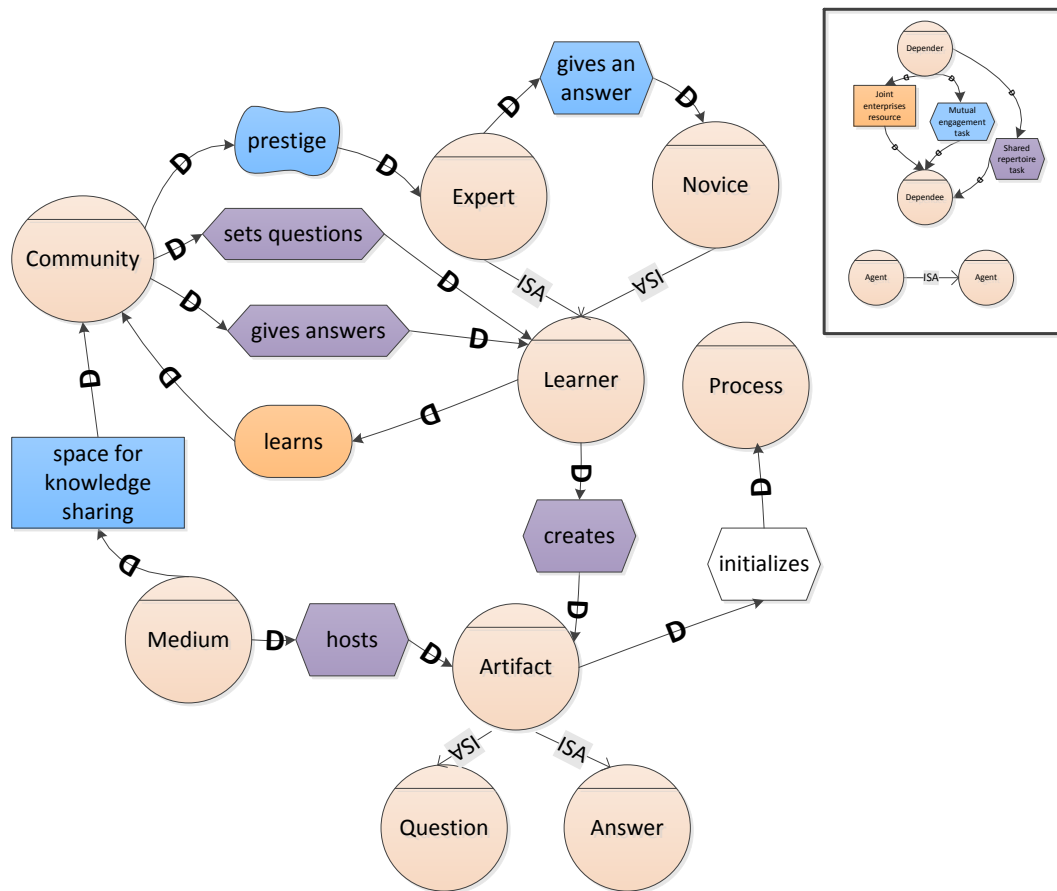 gives an
answer
D
D
prestige
D
D
Expert
Novice
Community
sets questions
D
D
ISA
ISA
D
gives answers
D
Learner
Process
D
D
learns
D
D
space for
knowledge
sharing
D
D
creates
initializes
D
D
D
Medium
D
hosts
D
Artifact
ISA
ISA
Question
Answer
Depender
D
D
D
Joint
enterprises
resource
Mutual
engagement
task
Shared
repertoire
task
D
D
D
Dependee
Agent
ISA
Agent